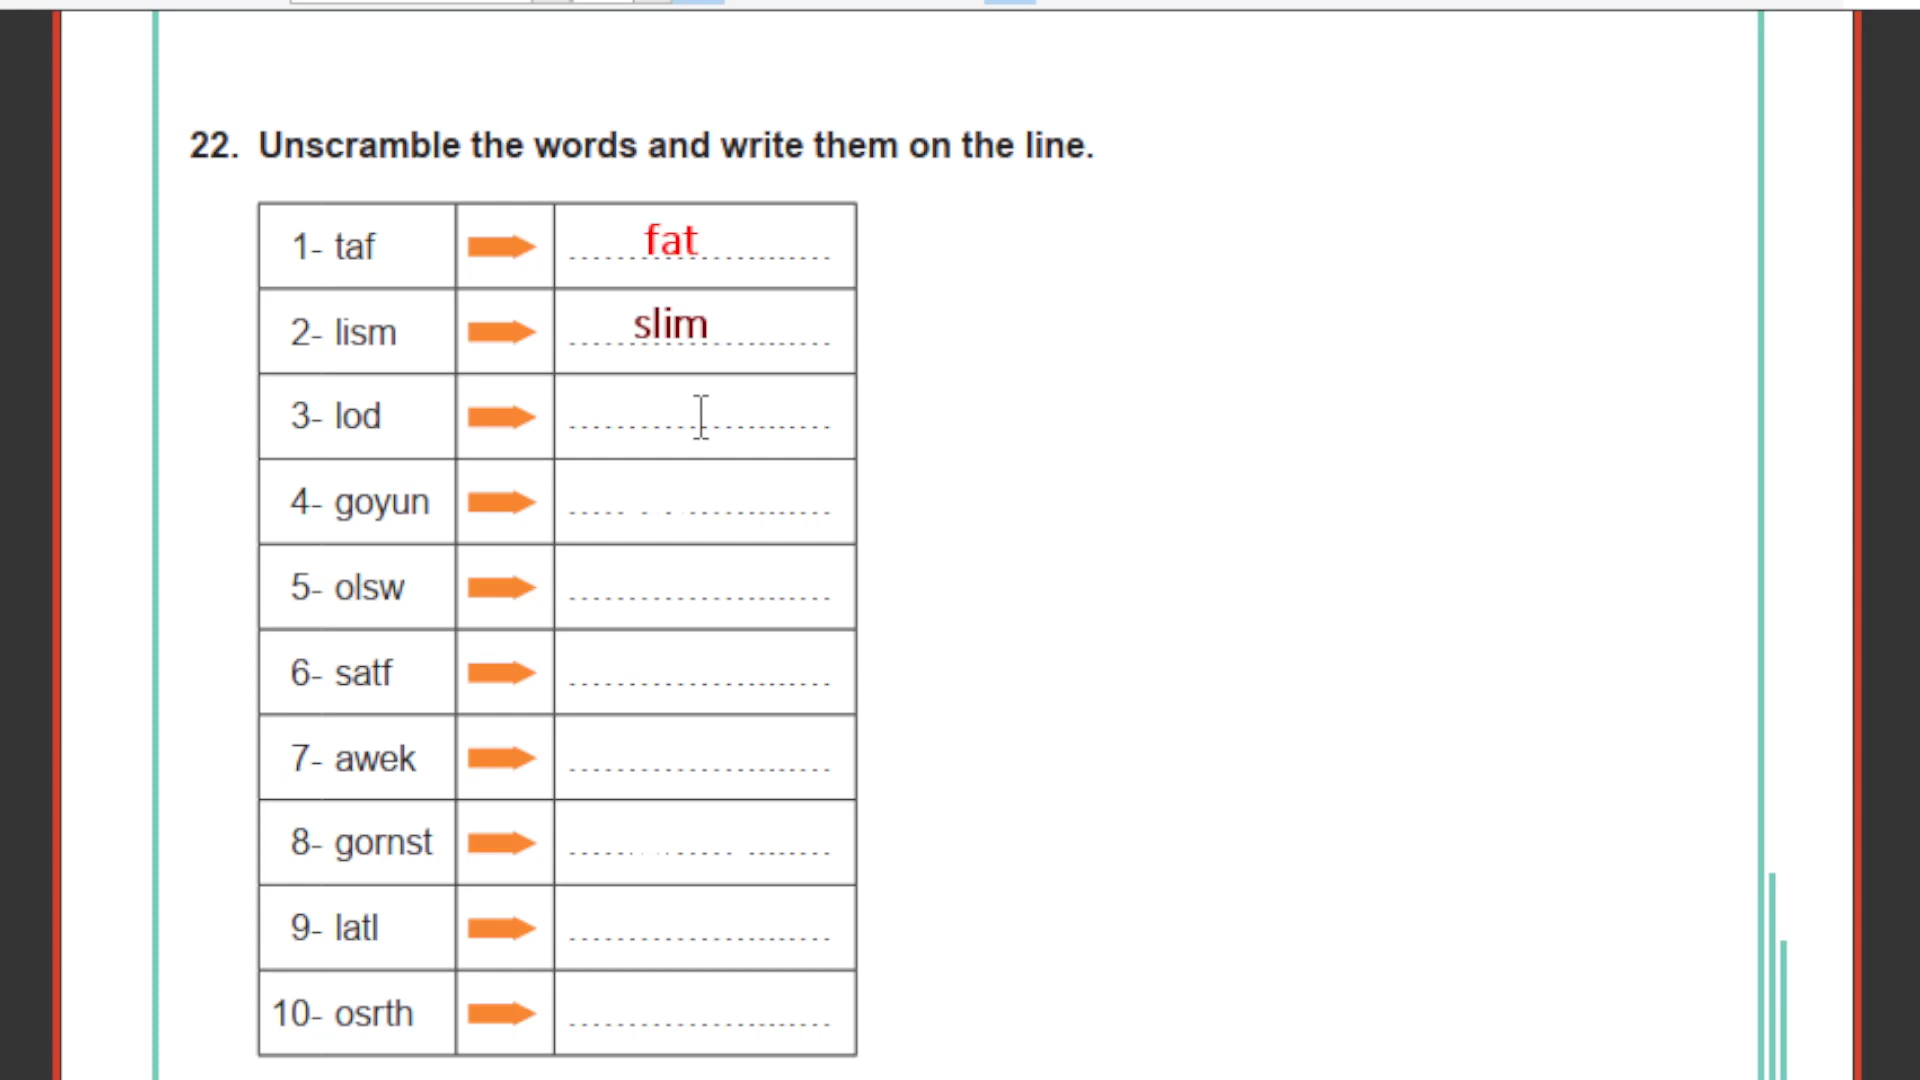 22. Unscramble the words and write them on the line.
1- taf fat
2- lism slim
3- lod
4- goyun
5- olsw
6- satf
7- awek
8- gornst
9- latl
10- osrth